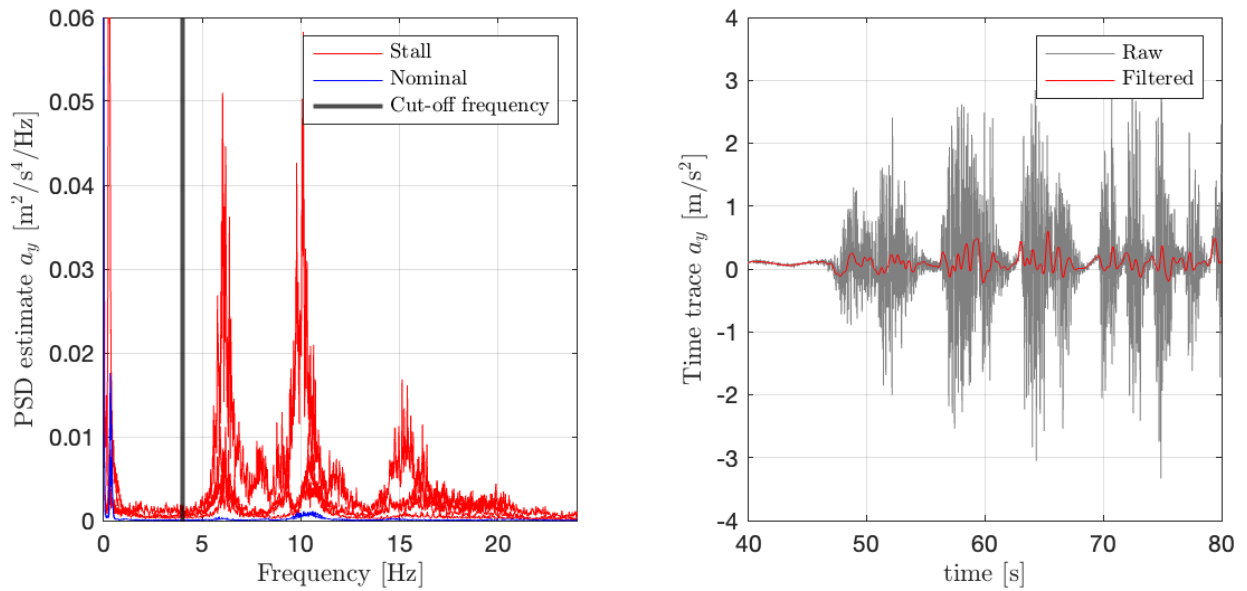 0.06
0.05
0.04
0.03
0.02
0.01
0
PSD estimate a_y [m²/s⁴/Hz]
Stall
Nominal
Cut-off frequency
0 5 10 15 20
Frequency [Hz]
4
3
2
1
0
-1
-2
-3
-4
Time trace a_y [m/s²]
Raw
Filtered
40 50 60 70 80
time [s]